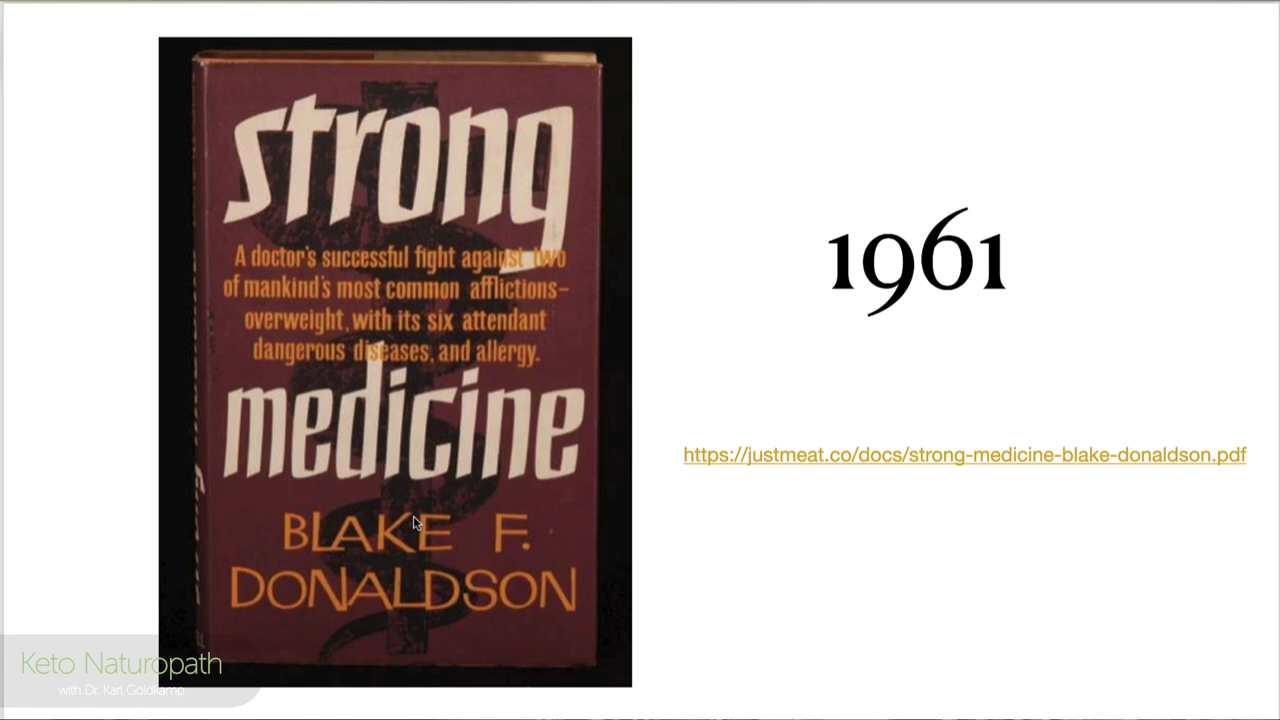 strong
A doctor's successful fight against two
of mankind's most common afflictions—
overweight, with its six attendant
dangerous diseases, and allergy.
medicine
BLAKE F.
DONALDSON
1961
https://justmeat.co/docs/strong-medicine-blake-donaldson.pdf
Keto Naturopath
with Dr. Karl Goldkamp